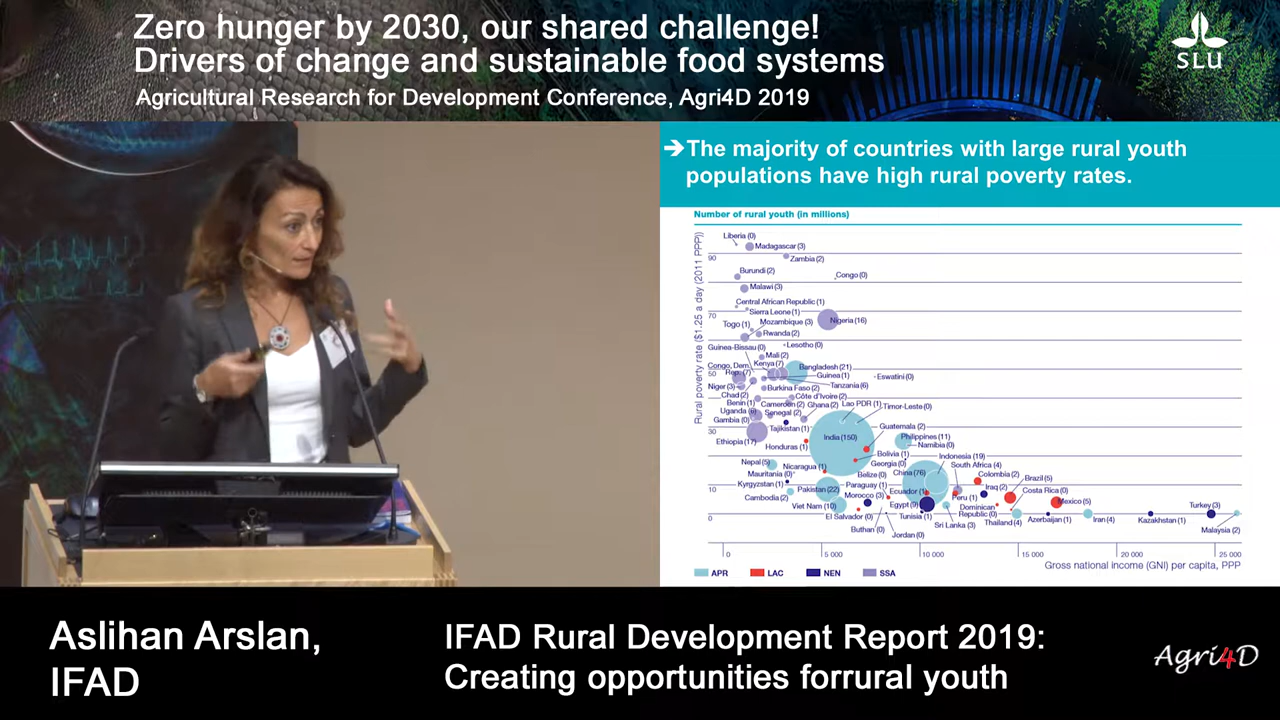 Zero hunger by 2030, our shared challenge!
Drivers of change and sustainable food systems
Agricultural Research for Development Conference, Agri4D 2019
SLU
➔The majority of countries with large rural youth
populations have high rural poverty rates.
Number of rural youth (in millions)
Rural poverty rate ($1.25 a day (2011 PPP))
90
70
50
30
10
0
Liberia (0)
Madagascar (3)
Zambia (2)
Burundi (2)
Congo (0)
Malawi (3)
Central African Republic (1)
Sierra Leone (1)
Togo (1)
Mozambique (3)
Nigeria (16)
Rwanda (2)
Guinea-Bissau (0)
Lesotho (0)
Mali (2)
Congo, Dem.
Rep. (7)
Kenya (7)
Bangladesh (21)
Guinea (1)
Eswatini (0)
Niger (3)
Burkina Faso (2)
Tanzania (6)
Chad (2)
Côte d'Ivoire (2)
Benin (1)
Cameroon (2)
Ghana (2)
Lao PDR (1)
Timor-Leste (0)
Uganda (6)
Senegal (2)
Gambia (0)
Tajikistan (1)
Guatemala (2)
Ethiopia (17)
Honduras (1)
India (150)
Philippines (11)
Namibia (0)
Bolivia (1)
Indonesia (19)
Nepal (5)
Nicaragua (1)
Georgia (0)
South Africa (4)
Mauritania (0)
Belize (0)
China (76)
Colombia (2)
Kyrgyzstan (1)
Pakistan (22)
Paraguay (1)
Ecuador (1)
Iraq (2)
Brazil (5)
Cambodia (2)
Morocco (3)
Peru (1)
Costa Rica (0)
Viet Nam (10)
Egypt (9)
Dominican
Republic (0)
Mexico (5)
Turkey (3)
El Salvador (0)
Tunisia (1)
Sri Lanka (3)
Thailand (4)
Azerbaijan (1)
Iran (4)
Kazakhstan (1)
Malaysia (2)
Buthan (0)
Jordan (0)
0
5 000
10 000
15 000
20 000
25 000
Gross national income (GNI) per capita, PPP
APR
LAC
NEN
SSA
Aslihan Arslan,
IFAD
IFAD Rural Development Report 2019:
Creating opportunities forrural youth
Agri4D